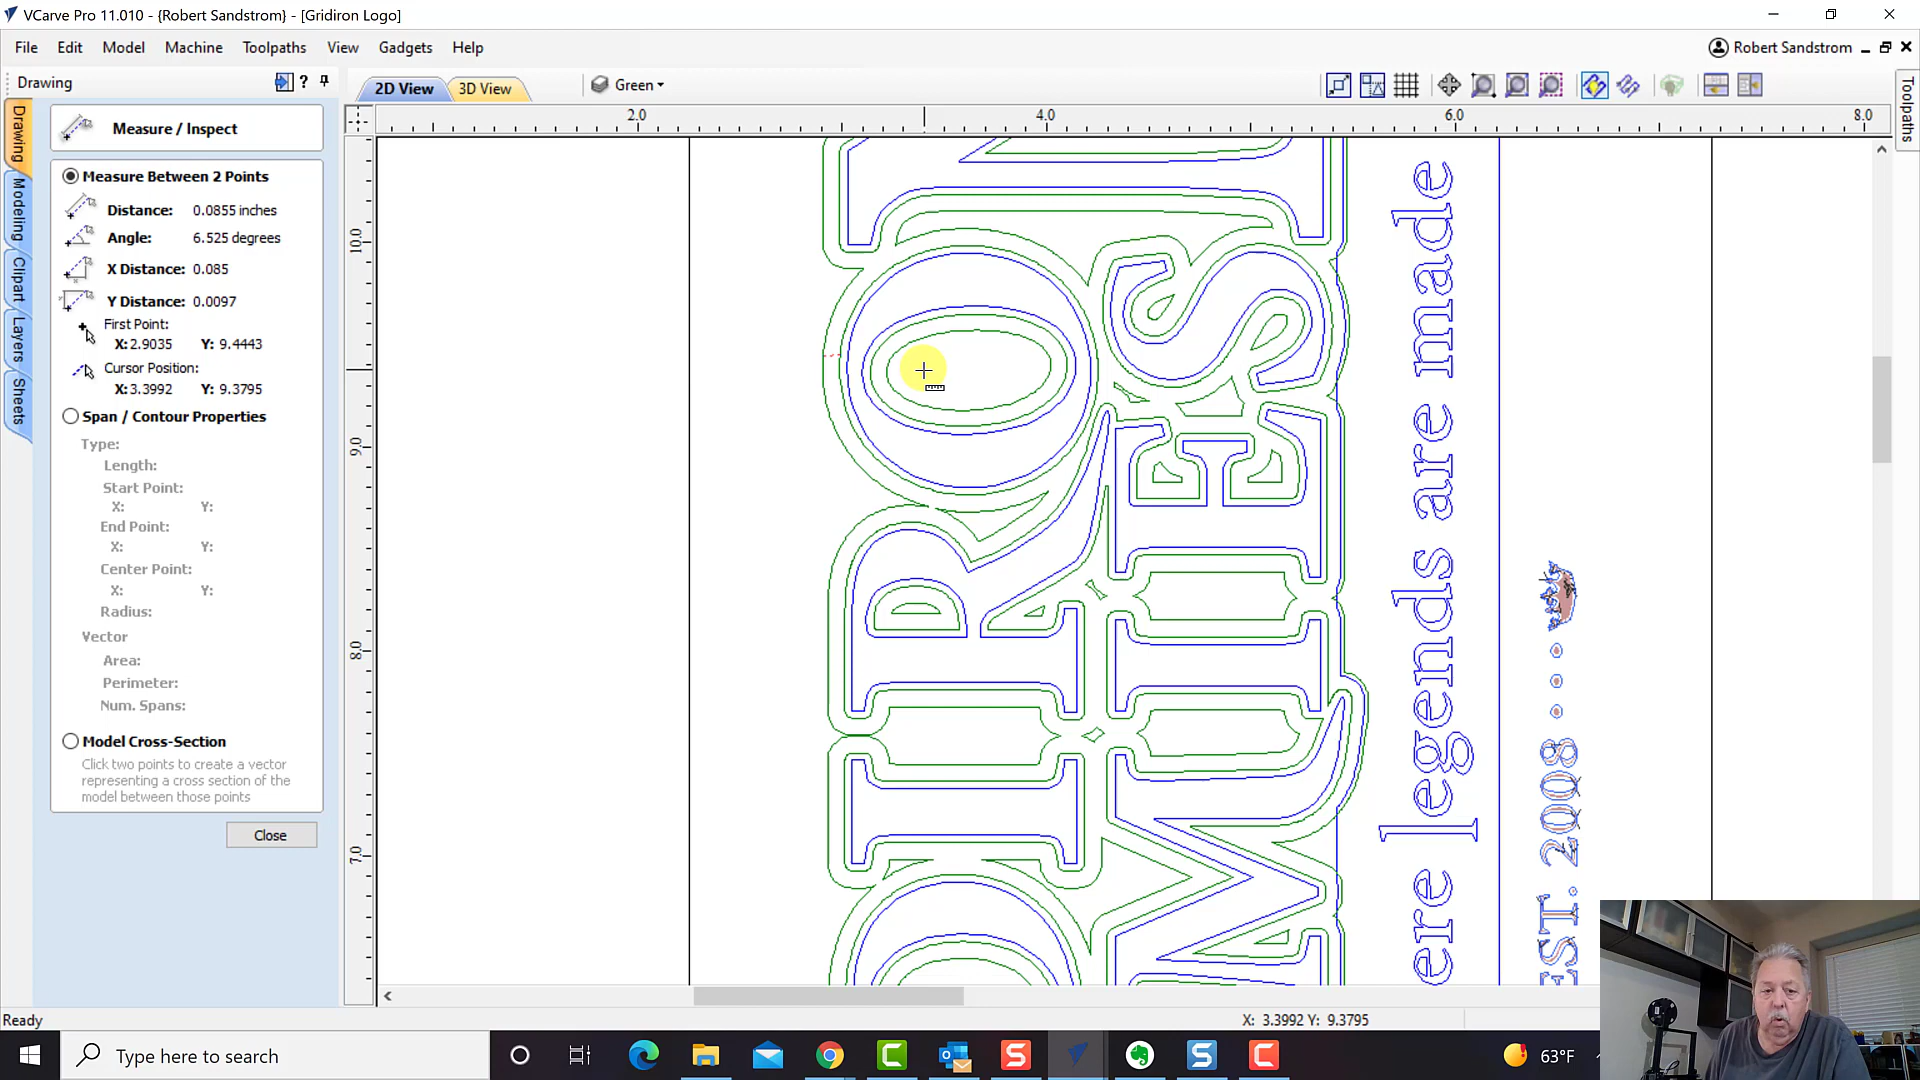 VCarve Pro 11.010 - {Robert Sandstrom} - [Gridiron Logo]
File Edit Model Machine Toolpaths View Gadgets Help
Robert Sandstrom
Drawing
2D View
3D View
Green
Toolpaths
Drawing
Modeling
Clipart
Layers
Sheets
Measure / Inspect
Measure Between 2 Points
Distance: 0.0855 inches
Angle: 6.525 degrees
X Distance: 0.085
Y Distance: 0.0097
First Point:
X: 2.9035 Y: 9.4443
Cursor Position:
X: 3.3992 Y: 9.3795
Span / Contour Properties
Type:
Length:
Start Point:
X: Y:
End Point:
X: Y:
Center Point:
X: Y:
Radius:
Vector
Area:
Perimeter:
Num. Spans:
Model Cross-Section
Click two points to create a vector
representing a cross section of the
model between those points
Close
2.0 4.0 6.0 8.0
10.0
9.0
8.0
7.0
ere legends are made
EST. 2008
Ready
X: 3.3992 Y: 9.3795
Type here to search
63°F